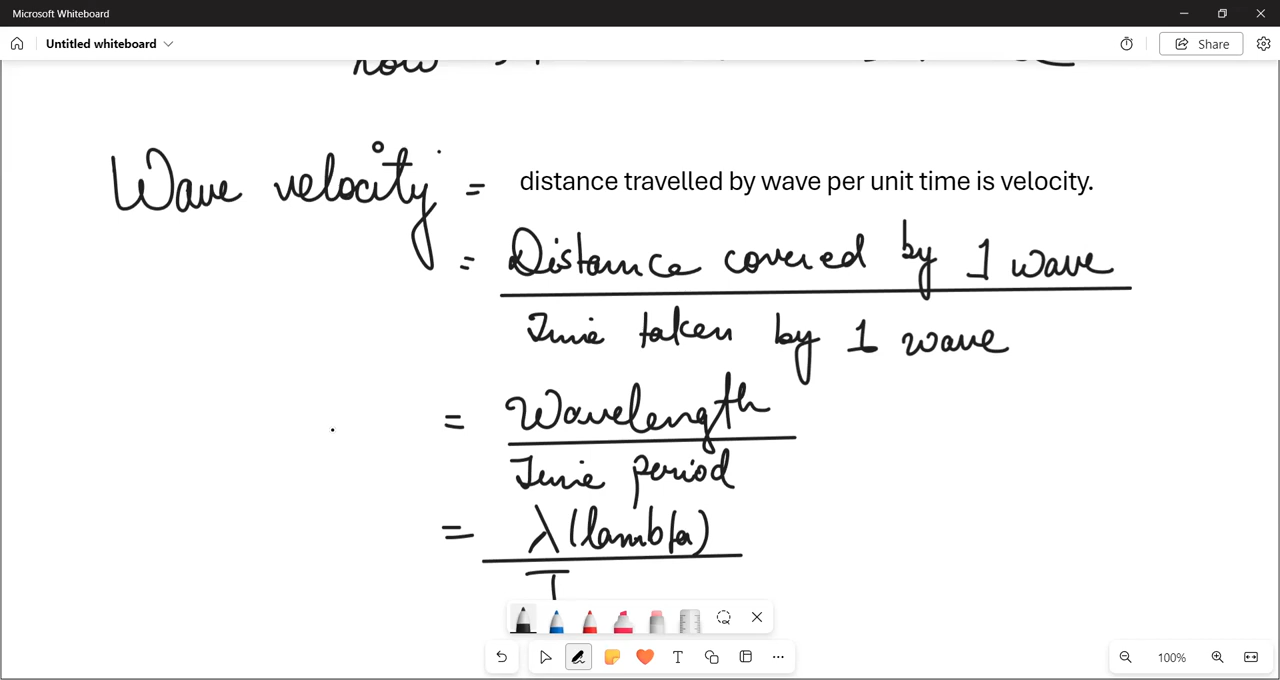 Microsoft Whiteboard
Untitled whiteboard
Share
now
Wave velocity = distance travelled by wave per unit time is velocity.
= Distance covered by 1 wave
Time taken by 1 wave
= Wavelength
Time period
= λ (lambda)
T
100%